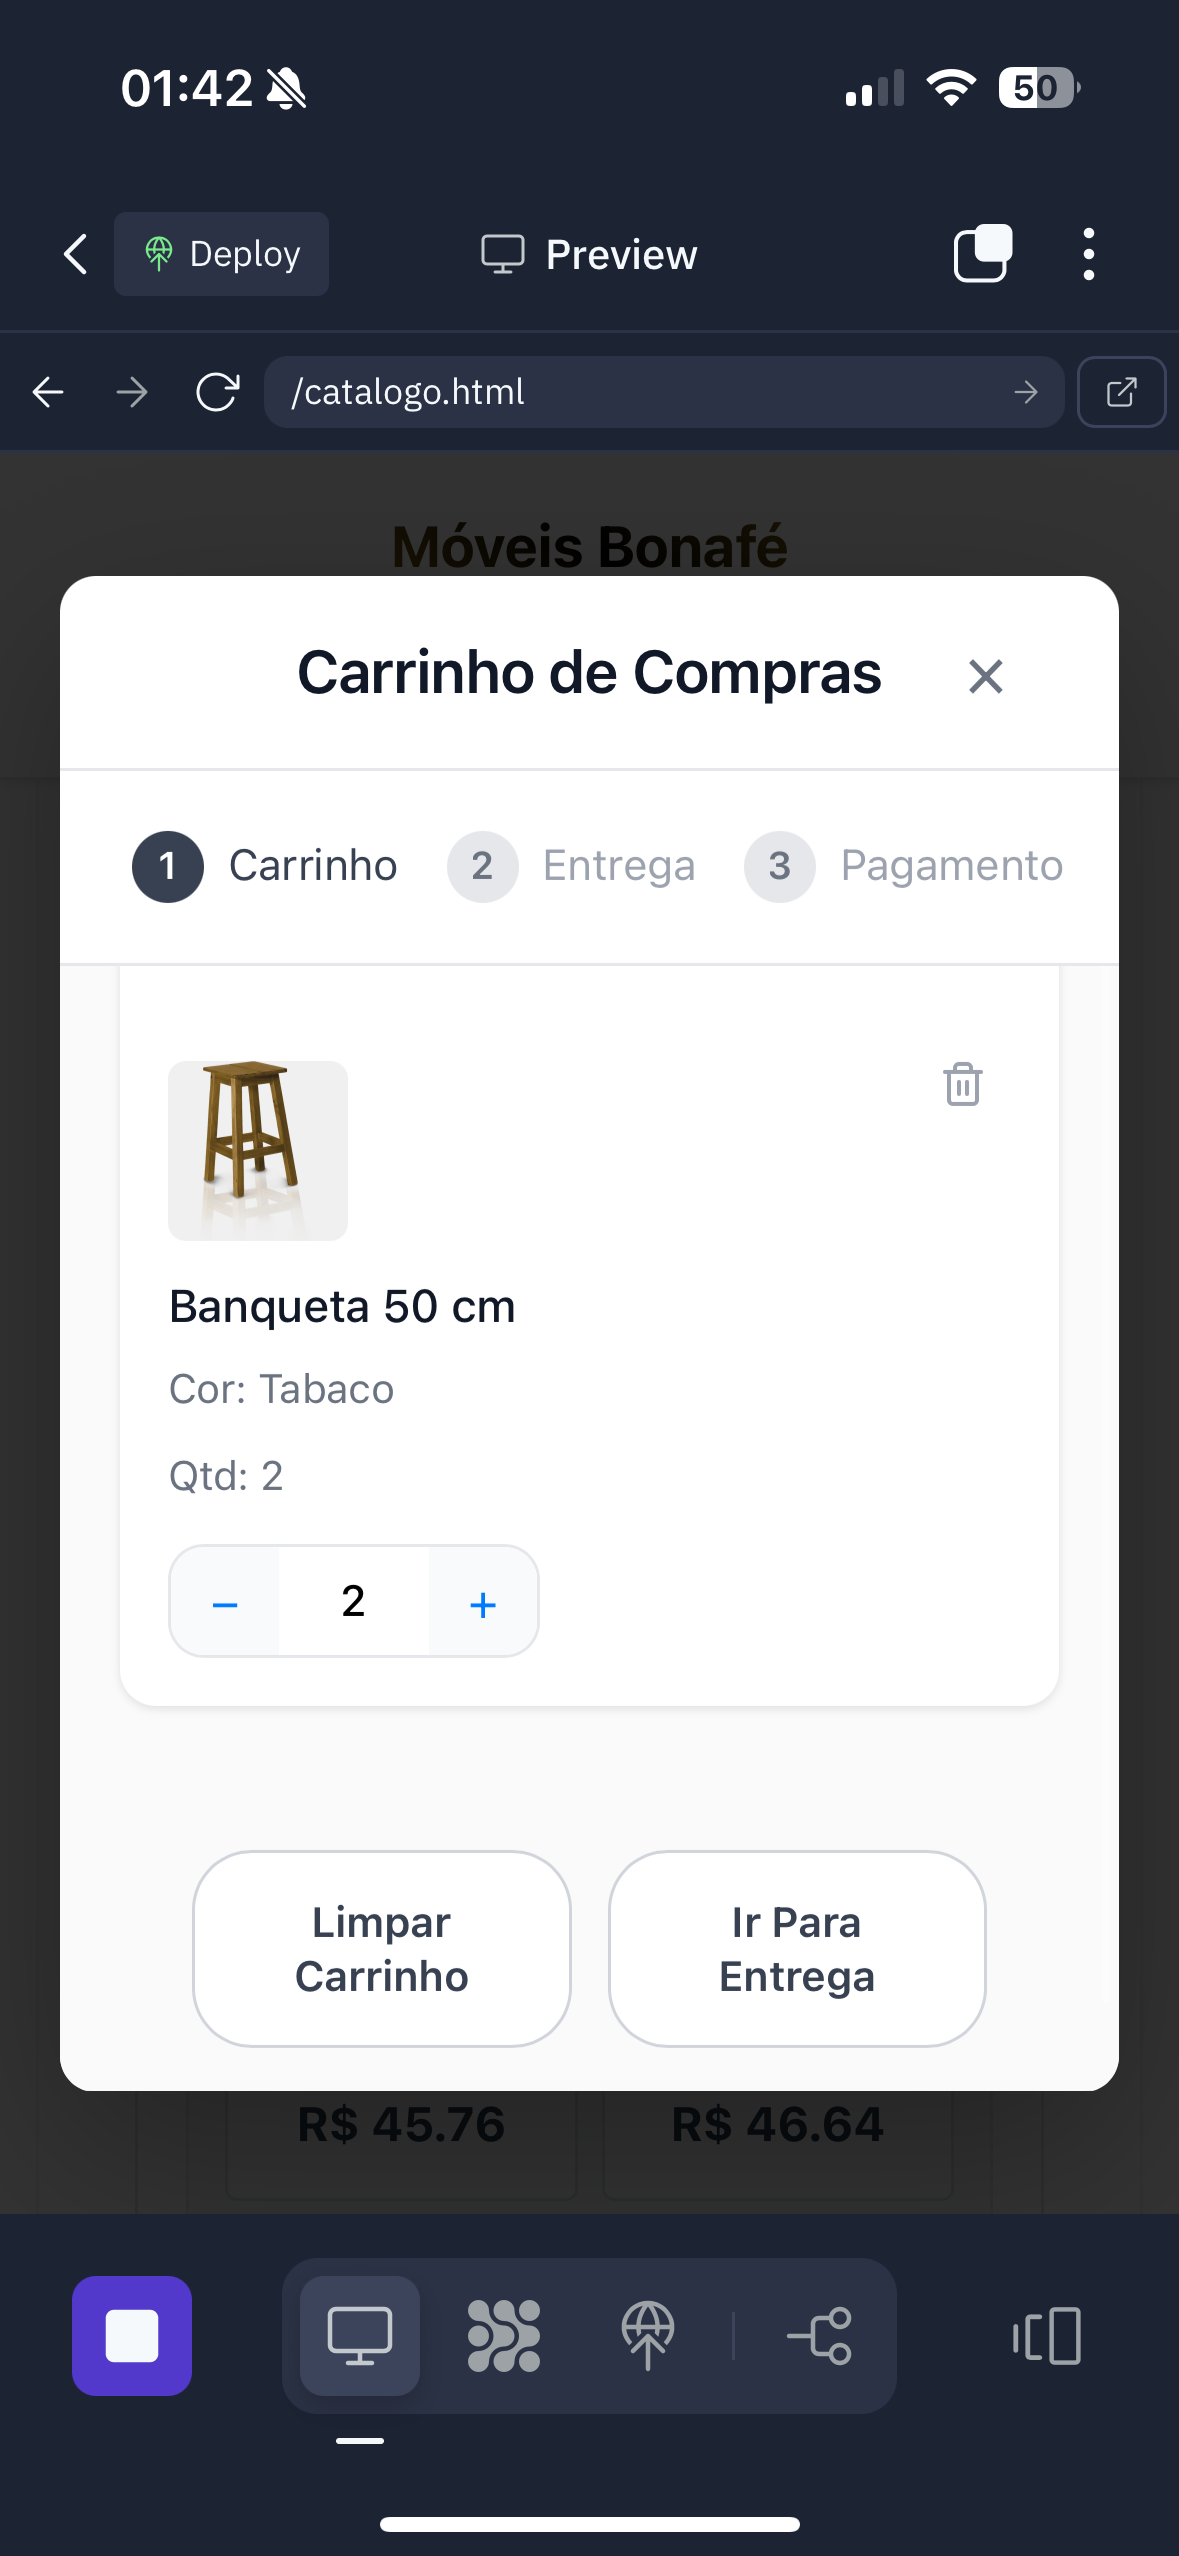 01:42
50
Deploy
Preview
/catalogo.html
Móveis Bonafé
Carrinho de Compras
1 Carrinho 2 Entrega 3 Pagamento
Banqueta 50 cm
Cor: Tabaco
Qtd: 2
− 2 +
Limpar
Carrinho
Ir Para
Entrega
R$ 45.76 R$ 46.64